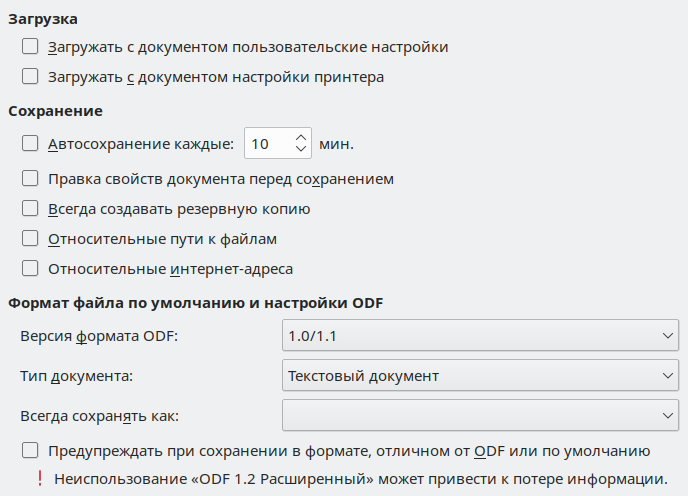 Загрузка
Загружать с документом пользовательские настройки
Загружать с документом настройки принтера
Сохранение
Автосохранение каждые: 10 мин.
Правка свойств документа перед сохранением
Всегда создавать резервную копию
Относительные пути к файлам
Относительные интернет-адреса
Формат файла по умолчанию и настройки ODF
Версия формата ODF: 1.0/1.1
Тип документа: Текстовый документ
Всегда сохранять как:
Предупреждать при сохранении в формате, отличном от ODF или по умолчанию
! Неиспользование «ODF 1.2 Расширенный» может привести к потере информации.